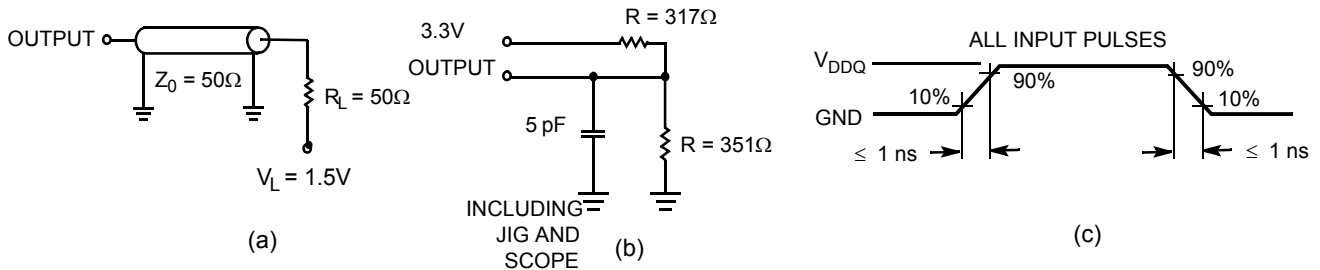 OUTPUT
Z0 = 50Ω
RL = 50Ω
VL = 1.5V
(a)
R = 317Ω
3.3V
OUTPUT
5 pF
R = 351Ω
INCLUDING
JIG AND
SCOPE
(b)
ALL INPUT PULSES
VDDQ
GND
10%
90%
90%
10%
≤ 1 ns
≤ 1 ns
(c)